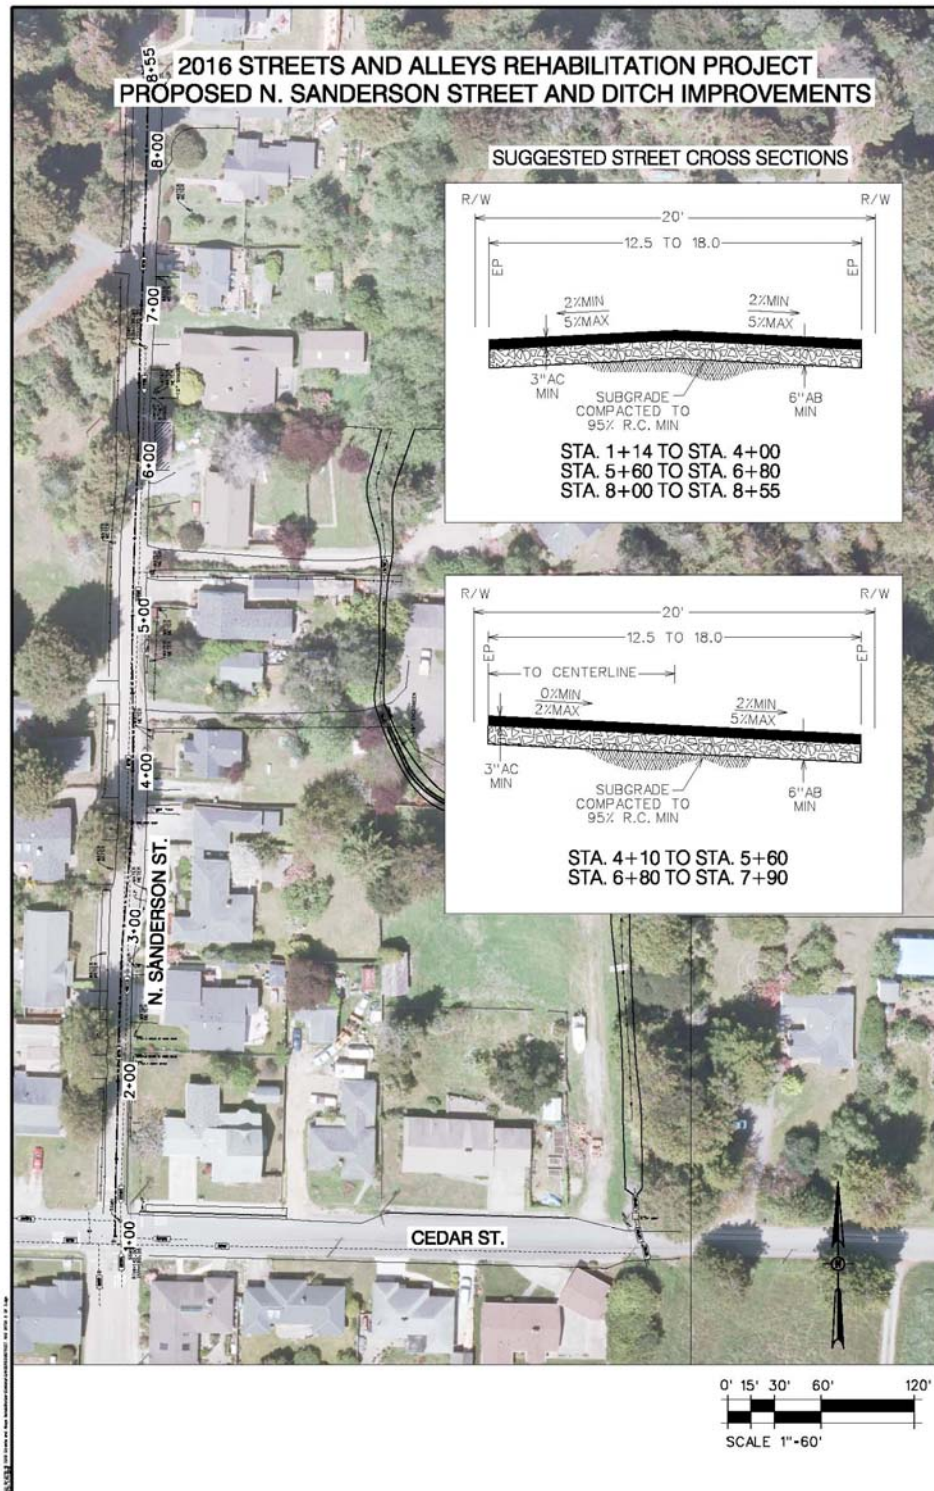 2016 STREETS AND ALLEYS REHABILITATION PROJECT
PROPOSED N. SANDERSON STREET AND DITCH IMPROVEMENTS
SUGGESTED STREET CROSS SECTIONS
R/W R/W
20'
12.5 TO 18.0
EP EP
2%MIN 2%MIN
5%MAX 5%MAX
3"AC
MIN
SUBGRADE
COMPACTED TO
95% R.C. MIN
6"AB
MIN
STA. 1+14 TO STA. 4+00
STA. 5+60 TO STA. 6+80
STA. 8+00 TO STA. 8+55
R/W R/W
20'
12.5 TO 18.0
EP EP
TO CENTERLINE
0%MIN 2%MIN
2%MAX 5%MAX
3"AC
MIN
SUBGRADE
COMPACTED TO
95% R.C. MIN
6"AB
MIN
STA. 4+10 TO STA. 5+60
STA. 6+80 TO STA. 7+90
8+55
8+00
7+00
6+00
5+00
4+00
3+00
2+00
1+00
N. SANDERSON ST.
CEDAR ST.
N
0' 15' 30' 60' 120'
SCALE 1"-60'